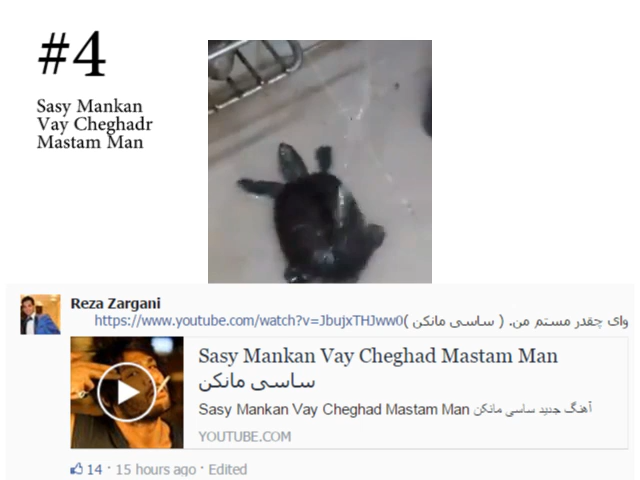 #4
Sasy Mankan
Vay Cheghadr
Mastam Man
Reza Zargani
وای چقدر مستم من. ( ساسی مانکن )https://www.youtube.com/watch?v=JbujxTHJww0
Sasy Mankan Vay Cheghad Mastam Man
ساسی مانکن
Sasy Mankan Vay Cheghad Mastam Man آهنگ جدید ساسی مانکن
YOUTUBE.COM
14 · 15 hours ago · Edited